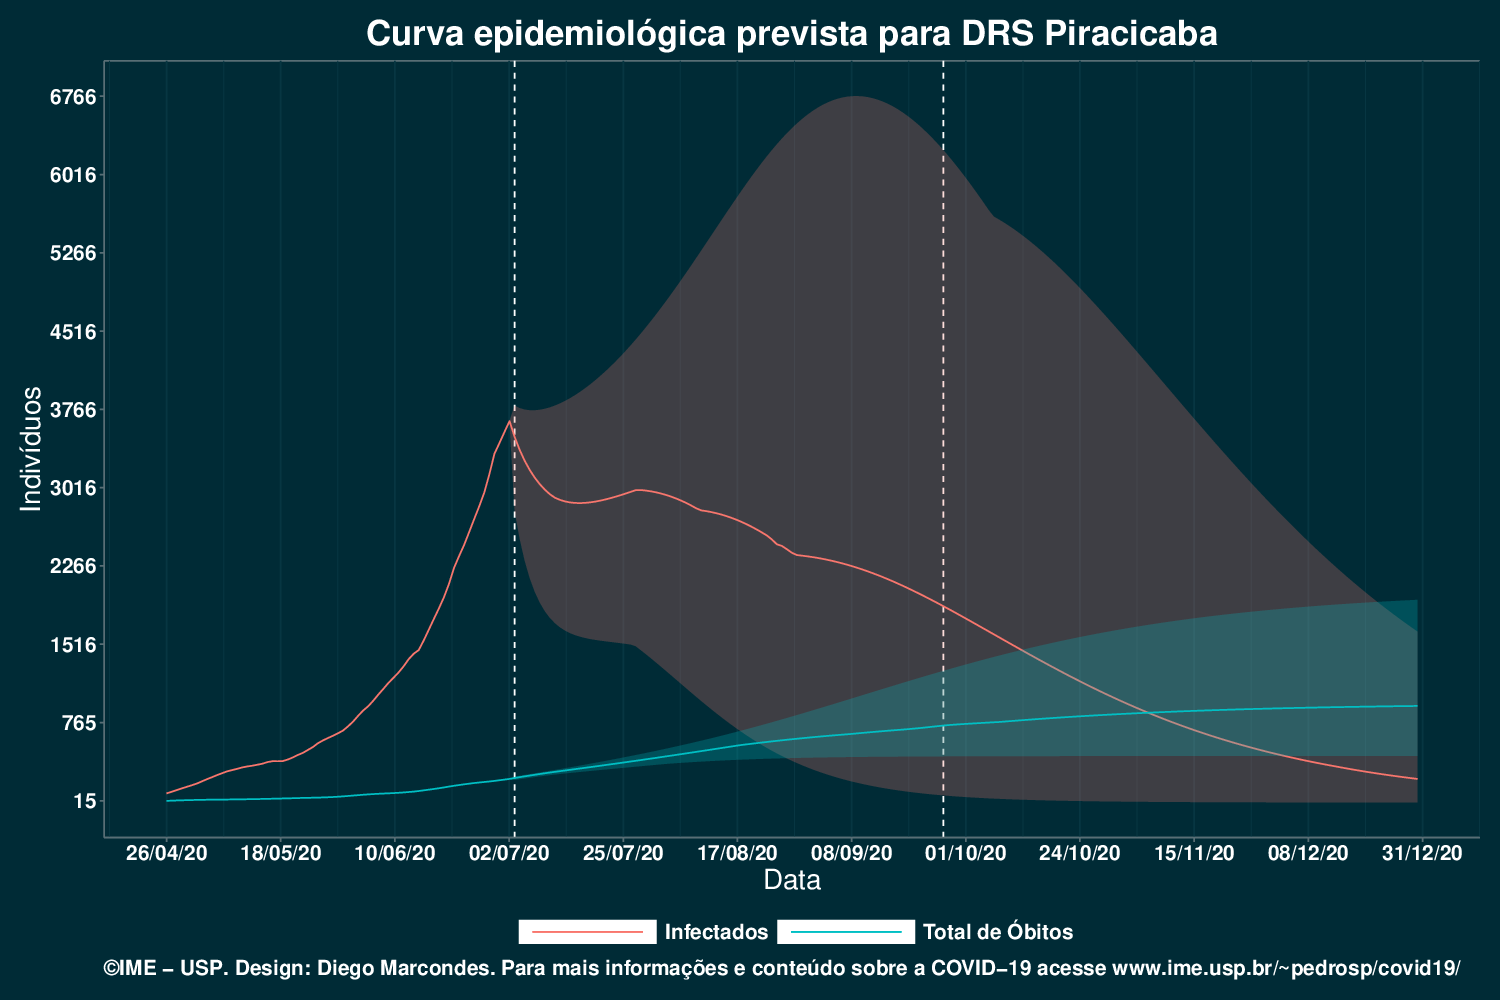 Curva epidemiológica prevista para DRS Piracicaba
Indivíduos
6766
6016
5266
4516
3766
3016
2266
1516
765
15
26/04/20 18/05/20 10/06/20 02/07/20 25/07/20 17/08/20 08/09/20 01/10/20 24/10/20 15/11/20 08/12/20 31/12/20
Data
Infectados Total de Óbitos
©IME − USP. Design: Diego Marcondes. Para mais informações e conteúdo sobre a COVID−19 acesse www.ime.usp.br/~pedrosp/covid19/